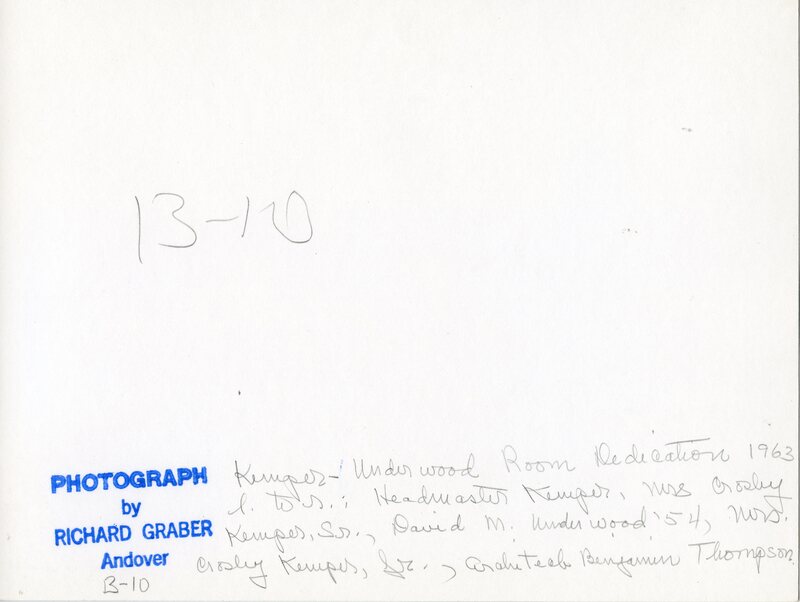 B-10
Kemper-Underwood Room Dedication 1963
l. to r.: Headmaster Kemper, Mrs Crosby
Kemper, Sr., David M. Underwood '54, Mrs.
Crosby Kemper, Jr., architect Benjamin Thompson.
PHOTOGRAPH
by
RICHARD GRABER
Andover
B-10